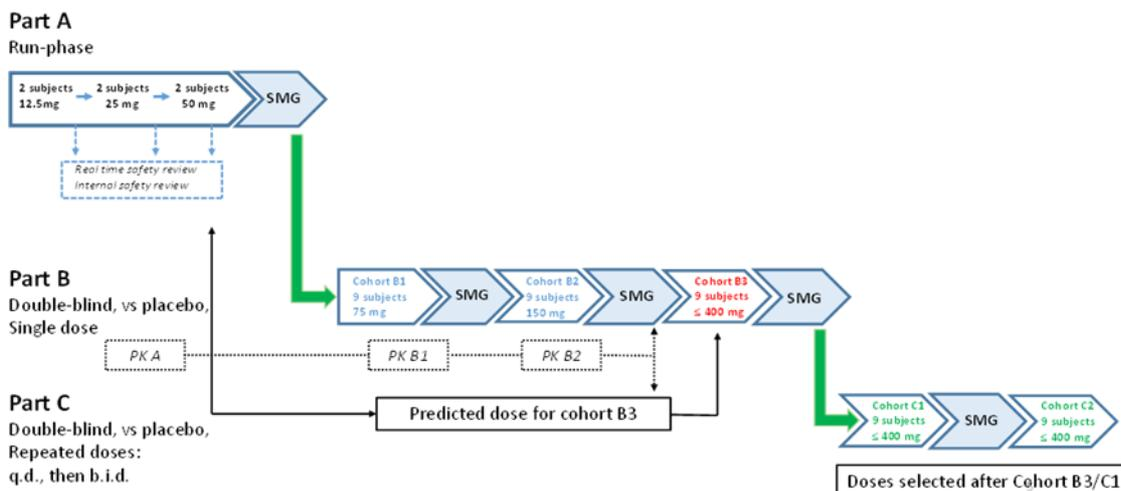 Part A
Run-phase
2 subjects
12.5mg
2 subjects
25 mg
2 subjects
50 mg
SMG
Real time safety review
Internal safety review
Part B
Double-blind, vs placebo,
Single dose
Cohort B1
9 subjects
75 mg
SMG
Cohort B2
9 subjects
150 mg
SMG
Cohort B3
9 subjects
≤ 400 mg
SMG
PK A
PK B1
PK B2
Predicted dose for cohort B3
Part C
Double-blind, vs placebo,
Repeated doses:
q.d., then b.i.d.
Cohort C1
9 subjects
≤ 400 mg
SMG
Cohort C2
9 subjects
≤ 400 mg
Doses selected after Cohort B3/C1